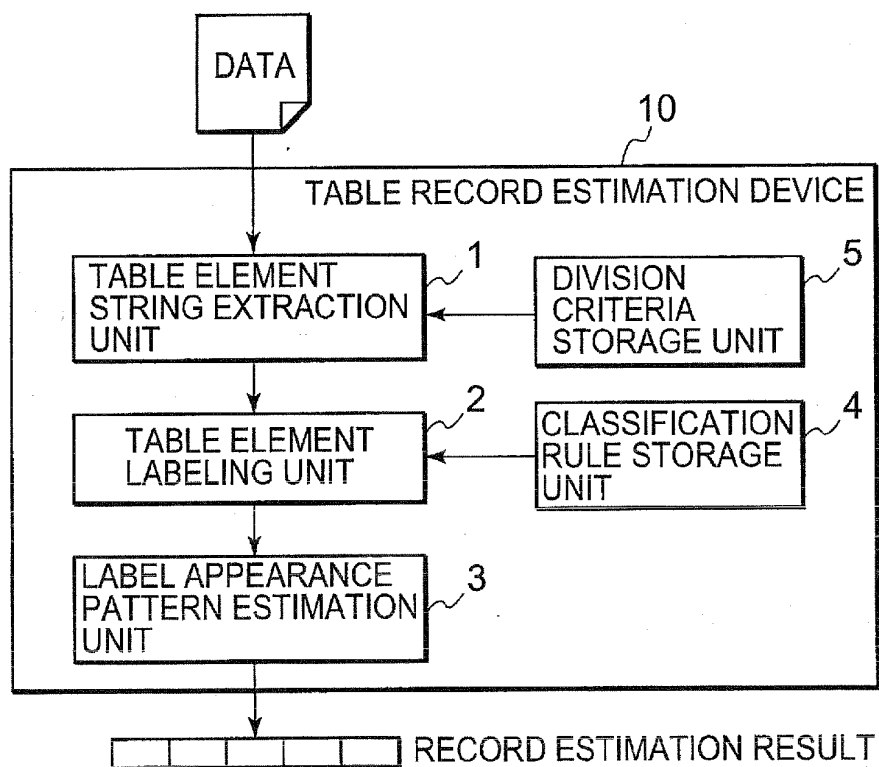 DATA
10
TABLE RECORD ESTIMATION DEVICE
1
TABLE ELEMENT
STRING EXTRACTION
UNIT
5
DIVISION
CRITERIA
STORAGE UNIT
2
TABLE ELEMENT
LABELING UNIT
4
CLASSIFICATION
RULE STORAGE
UNIT
3
LABEL APPEARANCE
PATTERN ESTIMATION
UNIT
RECORD ESTIMATION RESULT